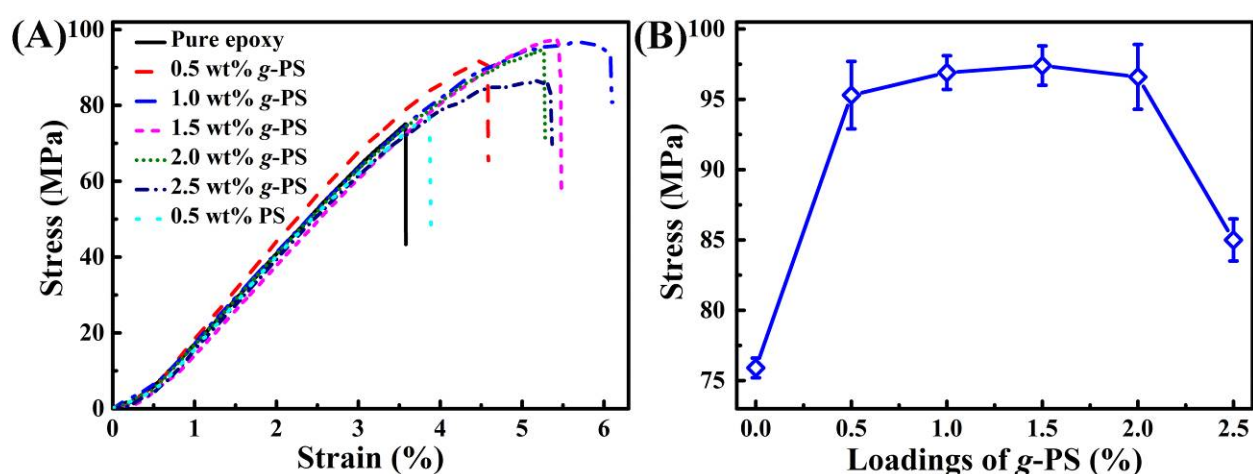 (A)
100
80
60
40
20
0
Stress (MPa)
Pure epoxy
0.5 wt% g-PS
1.0 wt% g-PS
1.5 wt% g-PS
2.0 wt% g-PS
2.5 wt% g-PS
0.5 wt% PS
0 1 2 3 4 5 6
Strain (%)
(B)
100
95
90
85
80
75
Stress (MPa)
0.0 0.5 1.0 1.5 2.0 2.5
Loadings of g-PS (%)